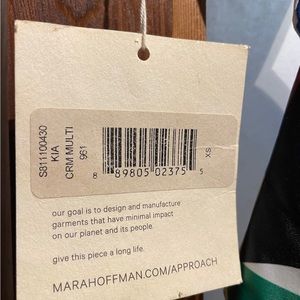 S811100430
KIA
CRM MULTI
961
XS
8 89805 02375 5
our goal is to design and manufacture
garments that have minimal impact
on our planet and its people.
give this piece a long life.
MARAHOFFMAN.COM/APPROACH